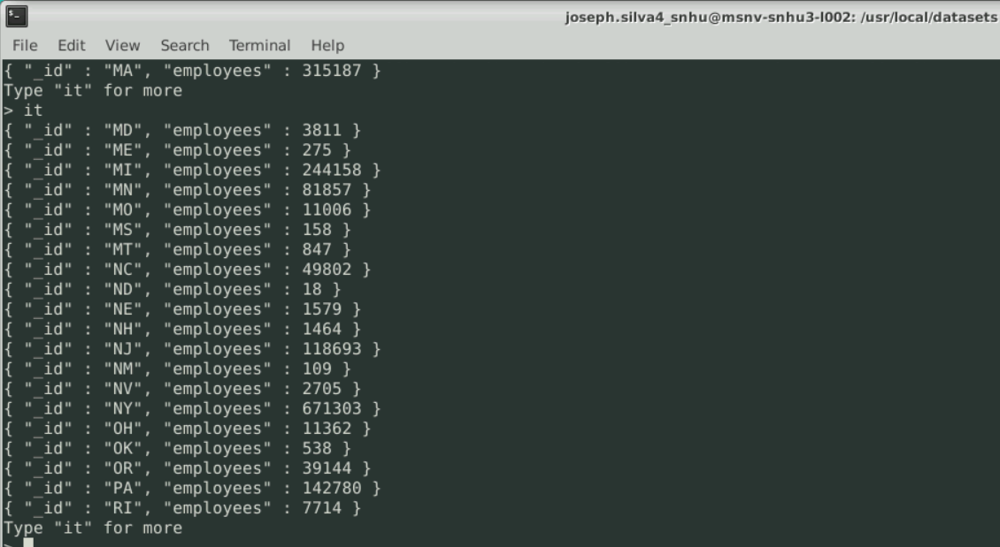 joseph.silva4_snhu@msnv-snhu3-l002: /usr/local/datasets
File Edit View Search Terminal Help
{ "_id" : "MA", "employees" : 315187 }
Type "it" for more
> it
{ "_id" : "MD", "employees" : 3811 }
{ "_id" : "ME", "employees" : 275 }
{ "_id" : "MI", "employees" : 244158 }
{ "_id" : "MN", "employees" : 81857 }
{ "_id" : "MO", "employees" : 11006 }
{ "_id" : "MS", "employees" : 158 }
{ "_id" : "MT", "employees" : 847 }
{ "_id" : "NC", "employees" : 49802 }
{ "_id" : "ND", "employees" : 18 }
{ "_id" : "NE", "employees" : 1579 }
{ "_id" : "NH", "employees" : 1464 }
{ "_id" : "NJ", "employees" : 118693 }
{ "_id" : "NM", "employees" : 109 }
{ "_id" : "NV", "employees" : 2705 }
{ "_id" : "NY", "employees" : 671303 }
{ "_id" : "OH", "employees" : 11362 }
{ "_id" : "OK", "employees" : 538 }
{ "_id" : "OR", "employees" : 39144 }
{ "_id" : "PA", "employees" : 142780 }
{ "_id" : "RI", "employees" : 7714 }
Type "it" for more
>